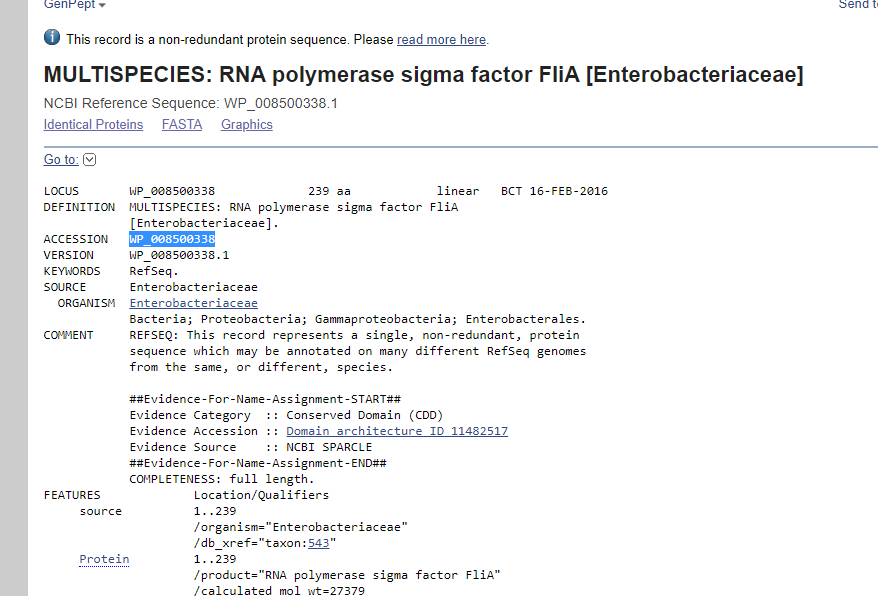 GenPept
Send to
This record is a non-redundant protein sequence. Please read more here.
MULTISPECIES: RNA polymerase sigma factor FliA [Enterobacteriaceae]
NCBI Reference Sequence: WP_008500338.1
Identical Proteins FASTA Graphics
Go to:
LOCUS WP_008500338 239 aa linear BCT 16-FEB-2016
DEFINITION MULTISPECIES: RNA polymerase sigma factor FliA
[Enterobacteriaceae].
ACCESSION WP_008500338
VERSION WP_008500338.1
KEYWORDS RefSeq.
SOURCE Enterobacteriaceae
ORGANISM Enterobacteriaceae
Bacteria; Proteobacteria; Gammaproteobacteria; Enterobacterales.
COMMENT REFSEQ: This record represents a single, non-redundant, protein
sequence which may be annotated on many different RefSeq genomes
from the same, or different, species.
##Evidence-For-Name-Assignment-START##
Evidence Category :: Conserved Domain (CDD)
Evidence Accession :: Domain architecture ID 11482517
Evidence Source :: NCBI SPARCLE
##Evidence-For-Name-Assignment-END##
COMPLETENESS: full length.
FEATURES Location/Qualifiers
source 1..239
/organism="Enterobacteriaceae"
/db_xref="taxon:543"
Protein 1..239
/product="RNA polymerase sigma factor FliA"
/calculated_mol_wt=27379